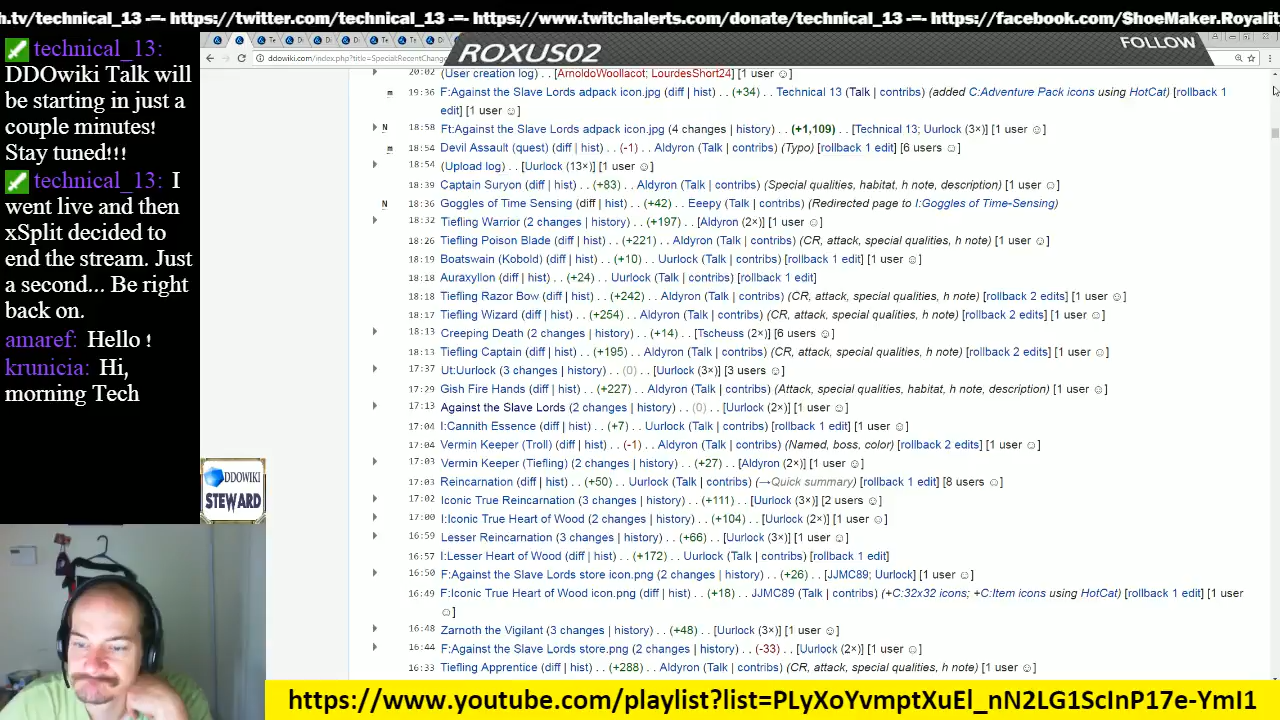 h.tv/technical_13 -=- https://twitter.com/technical_13 -=- https://www.twitchalerts.com/donate/technical_13 -=- https://facebook.com/ShoeMaker.Royalit
technical_13:
DDOwiki Talk will
be starting in just a
couple minutes!
Stay tuned!!!
technical_13: I
went live and then
xSplit decided to
end the stream. Just
a second... Be right
back on.
amaref: Hello !
krunicia: Hi,
morning Tech
DDOWIKI
STEWARD
ROXUS02
FOLLOW
ddowiki.com/index.php?title=Special:RecentChang
20:02 (User creation log) . . [ArnoldoWoollacot; LourdesShort24] [1 user ☺]
m 19:36 F:Against the Slave Lords adpack icon.jpg (diff | hist) . . (+34) . . Technical 13 (Talk | contribs) (added C:Adventure Pack icons using HotCat) [rollback 1
edit] [1 user ☺]
N 18:58 Ft:Against the Slave Lords adpack icon.jpg (4 changes | history) . . (+1,109) . . [Technical 13; Uurlock (3×)] [1 user ☺]
m 18:54 Devil Assault (quest) (diff | hist) . . (-1) . . Aldyron (Talk | contribs) (Typo) [rollback 1 edit] [6 users ☺]
18:54 (Upload log) . . [Uurlock (13×)] [1 user ☺]
18:39 Captain Suryon (diff | hist) . . (+83) . . Aldyron (Talk | contribs) (Special qualities, habitat, h note, description) [1 user ☺]
N 18:36 Goggles of Time Sensing (diff | hist) . . (+42) . . Eeepy (Talk | contribs) (Redirected page to I:Goggles of Time-Sensing)
18:32 Tiefling Warrior (2 changes | history) . . (+197) . . [Aldyron (2×)] [1 user ☺]
18:26 Tiefling Poison Blade (diff | hist) . . (+221) . . Aldyron (Talk | contribs) (CR, attack, special qualities, h note) [1 user ☺]
18:19 Boatswain (Kobold) (diff | hist) . . (+10) . . Uurlock (Talk | contribs) [rollback 1 edit] [1 user ☺]
18:18 Auraxyllon (diff | hist) . . (+24) . . Uurlock (Talk | contribs) [rollback 1 edit]
18:18 Tiefling Razor Bow (diff | hist) . . (+242) . . Aldyron (Talk | contribs) (CR, attack, special qualities, h note) [rollback 2 edits] [1 user ☺]
18:17 Tiefling Wizard (diff | hist) . . (+254) . . Aldyron (Talk | contribs) (CR, attack, special qualities, h note) [rollback 2 edits] [1 user ☺]
18:13 Creeping Death (2 changes | history) . . (+14) . . [Tscheuss (2×)] [6 users ☺]
18:13 Tiefling Captain (diff | hist) . . (+195) . . Aldyron (Talk | contribs) (CR, attack, special qualities, h note) [rollback 2 edits] [1 user ☺]
17:37 Ut:Uurlock (3 changes | history) . . (0) . . [Uurlock (3×)] [3 users ☺]
17:29 Gish Fire Hands (diff | hist) . . (+227) . . Aldyron (Talk | contribs) (Attack, special qualities, habitat, h note, description) [1 user ☺]
17:13 Against the Slave Lords (2 changes | history) . . (0) . . [Uurlock (2×)] [1 user ☺]
17:04 I:Cannith Essence (diff | hist) . . (+7) . . Uurlock (Talk | contribs) [rollback 1 edit] [1 user ☺]
17:04 Vermin Keeper (Troll) (diff | hist) . . (-1) . . Aldyron (Talk | contribs) (Named, boss, color) [rollback 2 edits] [1 user ☺]
17:03 Vermin Keeper (Tiefling) (2 changes | history) . . (+27) . . [Aldyron (2×)] [1 user ☺]
17:03 Reincarnation (diff | hist) . . (+50) . . Uurlock (Talk | contribs) (→Quick summary) [rollback 1 edit] [8 users ☺]
17:02 Iconic True Reincarnation (3 changes | history) . . (+111) . . [Uurlock (3×)] [2 users ☺]
17:00 I:Iconic True Heart of Wood (2 changes | history) . . (+104) . . [Uurlock (2×)] [1 user ☺]
16:59 Lesser Reincarnation (3 changes | history) . . (+66) . . [Uurlock (3×)] [1 user ☺]
16:57 I:Lesser Heart of Wood (diff | hist) . . (+172) . . Uurlock (Talk | contribs) [rollback 1 edit]
16:50 F:Against the Slave Lords store icon.png (2 changes | history) . . (+26) . . [JJMC89; Uurlock] [1 user ☺]
16:49 F:Iconic True Heart of Wood icon.png (diff | hist) . . (+18) . . JJMC89 (Talk | contribs) (+C:32x32 icons; +C:Item icons using HotCat) [rollback 1 edit] [1 user
☺]
16:48 Zarnoth the Vigilant (3 changes | history) . . (+48) . . [Uurlock (3×)] [1 user ☺]
16:44 F:Against the Slave Lords store.png (2 changes | history) . . (-33) . . [Uurlock (2×)] [1 user ☺]
16:33 Tiefling Apprentice (diff | hist) . . (+288) . . Aldyron (Talk | contribs) (CR, attack, special qualities, h note) [1 user ☺]
https://www.youtube.com/playlist?list=PLyXoYvmptXuEl_nN2LG1ScInP17e-YmI1